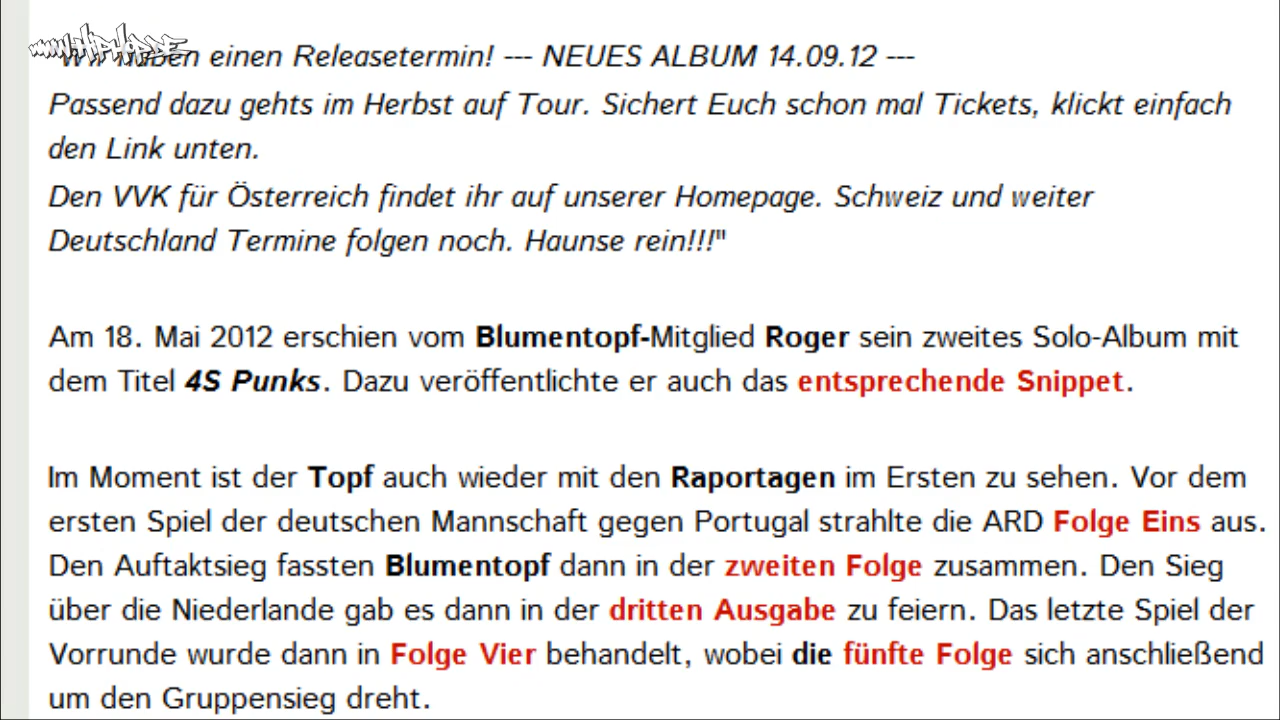 www.HIPHOP.DE
"Wir haben einen Releasetermin! --- NEUES ALBUM 14.09.12 ---
Passend dazu gehts im Herbst auf Tour. Sichert Euch schon mal Tickets, klickt einfach
den Link unten.
Den VVK für Österreich findet ihr auf unserer Homepage. Schweiz und weiter
Deutschland Termine folgen noch. Haunse rein!!!"
Am 18. Mai 2012 erschien vom Blumentopf-Mitglied Roger sein zweites Solo-Album mit
dem Titel 4S Punks. Dazu veröffentlichte er auch das entsprechende Snippet.
Im Moment ist der Topf auch wieder mit den Raportagen im Ersten zu sehen. Vor dem
ersten Spiel der deutschen Mannschaft gegen Portugal strahlte die ARD Folge Eins aus.
Den Auftaktsieg fassten Blumentopf dann in der zweiten Folge zusammen. Den Sieg
über die Niederlande gab es dann in der dritten Ausgabe zu feiern. Das letzte Spiel der
Vorrunde wurde dann in Folge Vier behandelt, wobei die fünfte Folge sich anschließend
um den Gruppensieg dreht.